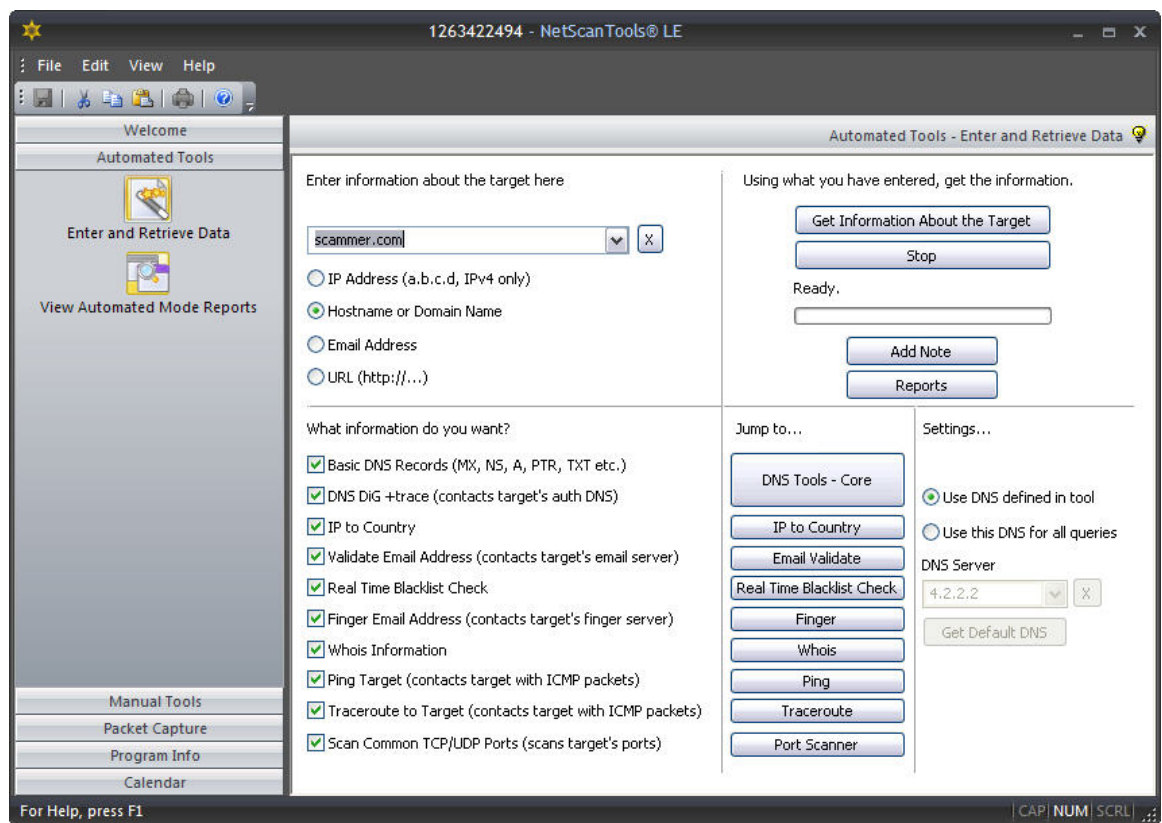 1263422494 - NetScanTools® LE
File Edit View Help
Welcome
Automated Tools
Enter and Retrieve Data
View Automated Mode Reports
Manual Tools
Packet Capture
Program Info
Calendar
Automated Tools - Enter and Retrieve Data
Enter information about the target here
scammer.com
X
IP Address (a.b.c.d, IPv4 only)
Hostname or Domain Name
Email Address
URL (http://...)
Using what you have entered, get the information.
Get Information About the Target
Stop
Ready.
Add Note
Reports
What information do you want?
Basic DNS Records (MX, NS, A, PTR, TXT etc.)
DNS DiG +trace (contacts target's auth DNS)
IP to Country
Validate Email Address (contacts target's email server)
Real Time Blacklist Check
Finger Email Address (contacts target's finger server)
Whois Information
Ping Target (contacts target with ICMP packets)
Traceroute to Target (contacts target with ICMP packets)
Scan Common TCP/UDP Ports (scans target's ports)
Jump to...
DNS Tools - Core
IP to Country
Email Validate
Real Time Blacklist Check
Finger
Whois
Ping
Traceroute
Port Scanner
Settings...
Use DNS defined in tool
Use this DNS for all queries
DNS Server
4.2.2.2
X
Get Default DNS
For Help, press F1
CAP NUM SCRL